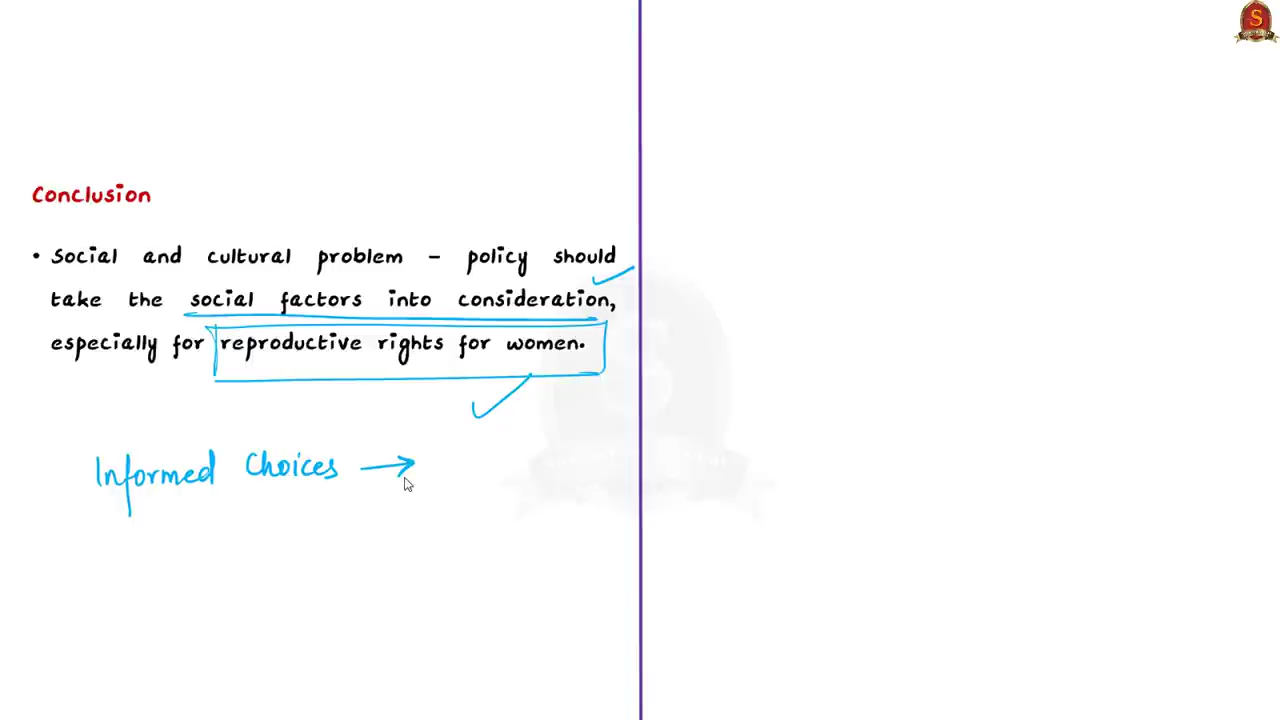 Conclusion
• Social and cultural problem – policy should
take the social factors into consideration,
especially for reproductive rights for women.
Informed Choices →
S